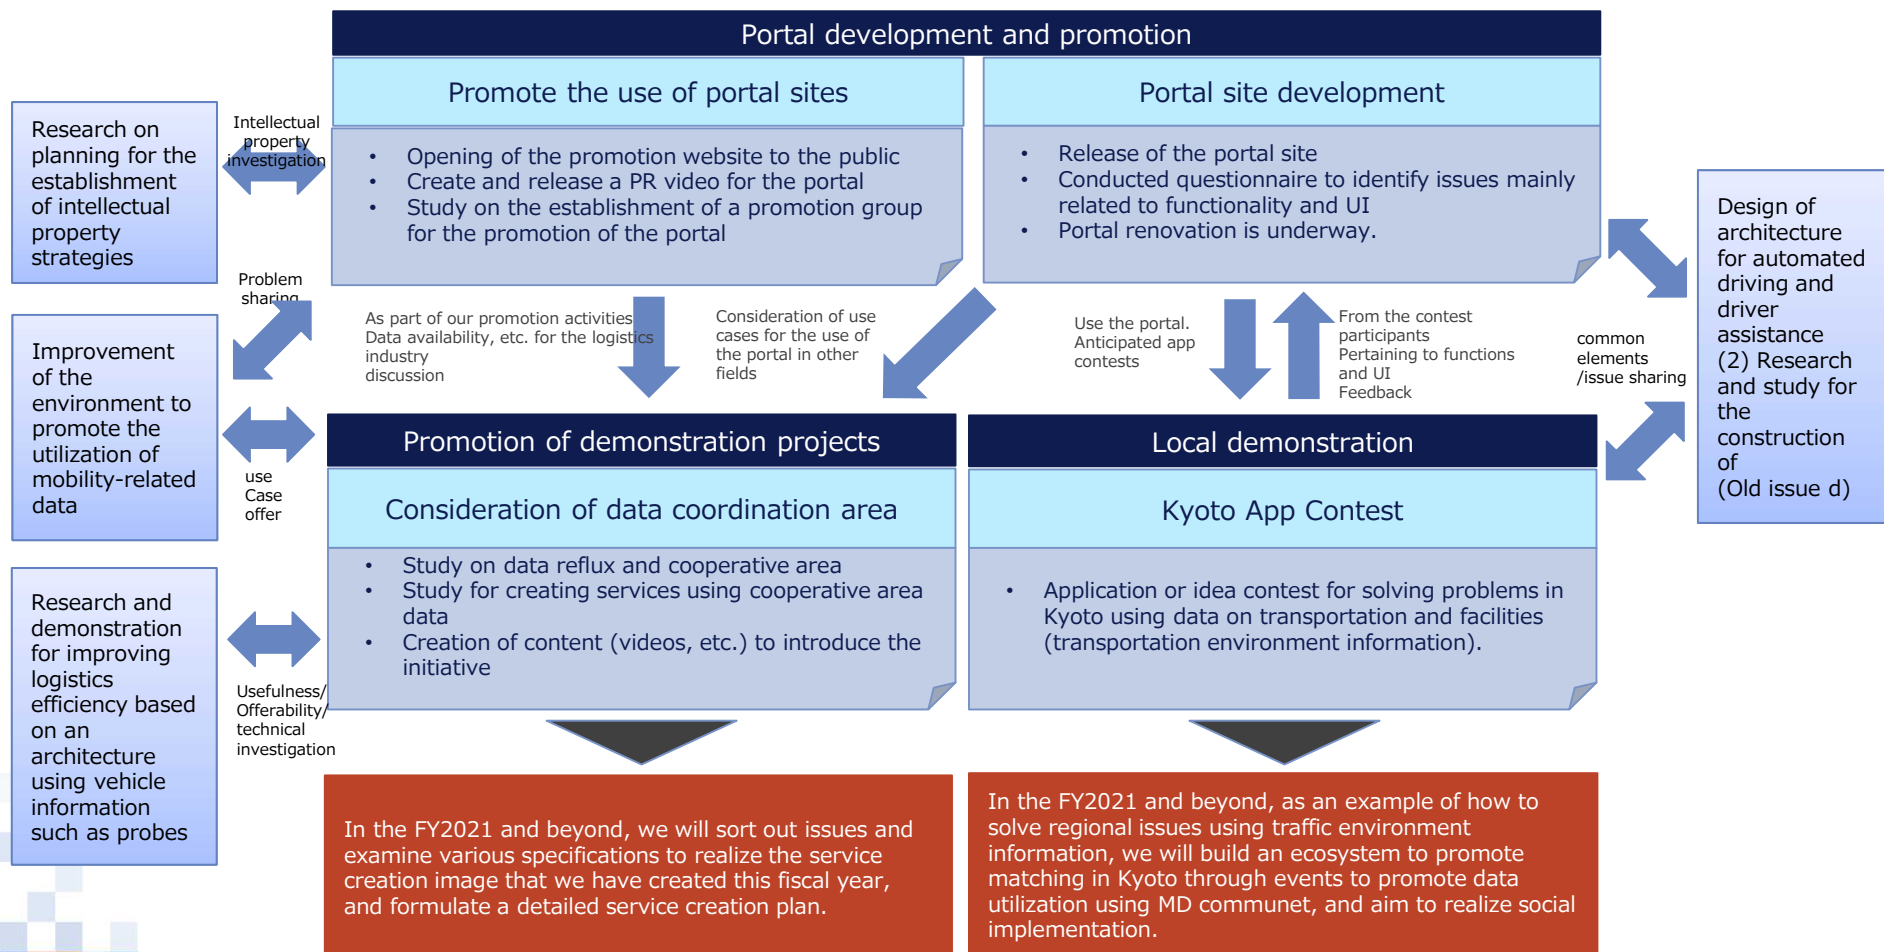 Portal development and promotion
Promote the use of portal sites
• Opening of the promotion website to the public
• Create and release a PR video for the portal
• Study on the establishment of a promotion group
for the promotion of the portal
Portal site development
• Release of the portal site
• Conducted questionnaire to identify issues mainly
related to functionality and UI
• Portal renovation is underway.
Research on
planning for the
establishment
of intellectual
property
strategies
Intellectual
property
investigation
Problem
sharing
Improvement
of the
environment to
promote the
utilization of
mobility-related
data
use
Case
offer
Research and
demonstration
for improving
logistics
efficiency based
on an
architecture
using vehicle
information
such as probes
Usefulness/
Offerability/
technical
investigation
As part of our promotion activities
Data availability, etc. for the logistics
industry
discussion
Consideration of use
cases for the use of
the portal in other
fields
Use the portal.
Anticipated app
contests
From the contest
participants
Pertaining to functions
and UI
Feedback
common
elements
/issue sharing
Design of
architecture
for automated
driving and
driver
assistance
(2) Research
and study for
the
construction
of
(Old issue d)
Promotion of demonstration projects
Consideration of data coordination area
• Study on data reflux and cooperative area
• Study for creating services using cooperative area
data
• Creation of content (videos, etc.) to introduce the
initiative
Local demonstration
Kyoto App Contest
• Application or idea contest for solving problems in
Kyoto using data on transportation and facilities
(transportation environment information).
In the FY2021 and beyond, we will sort out issues and
examine various specifications to realize the service
creation image that we have created this fiscal year,
and formulate a detailed service creation plan.
In the FY2021 and beyond, as an example of how to
solve regional issues using traffic environment
information, we will build an ecosystem to promote
matching in Kyoto through events to promote data
utilization using MD communet, and aim to realize social
implementation.